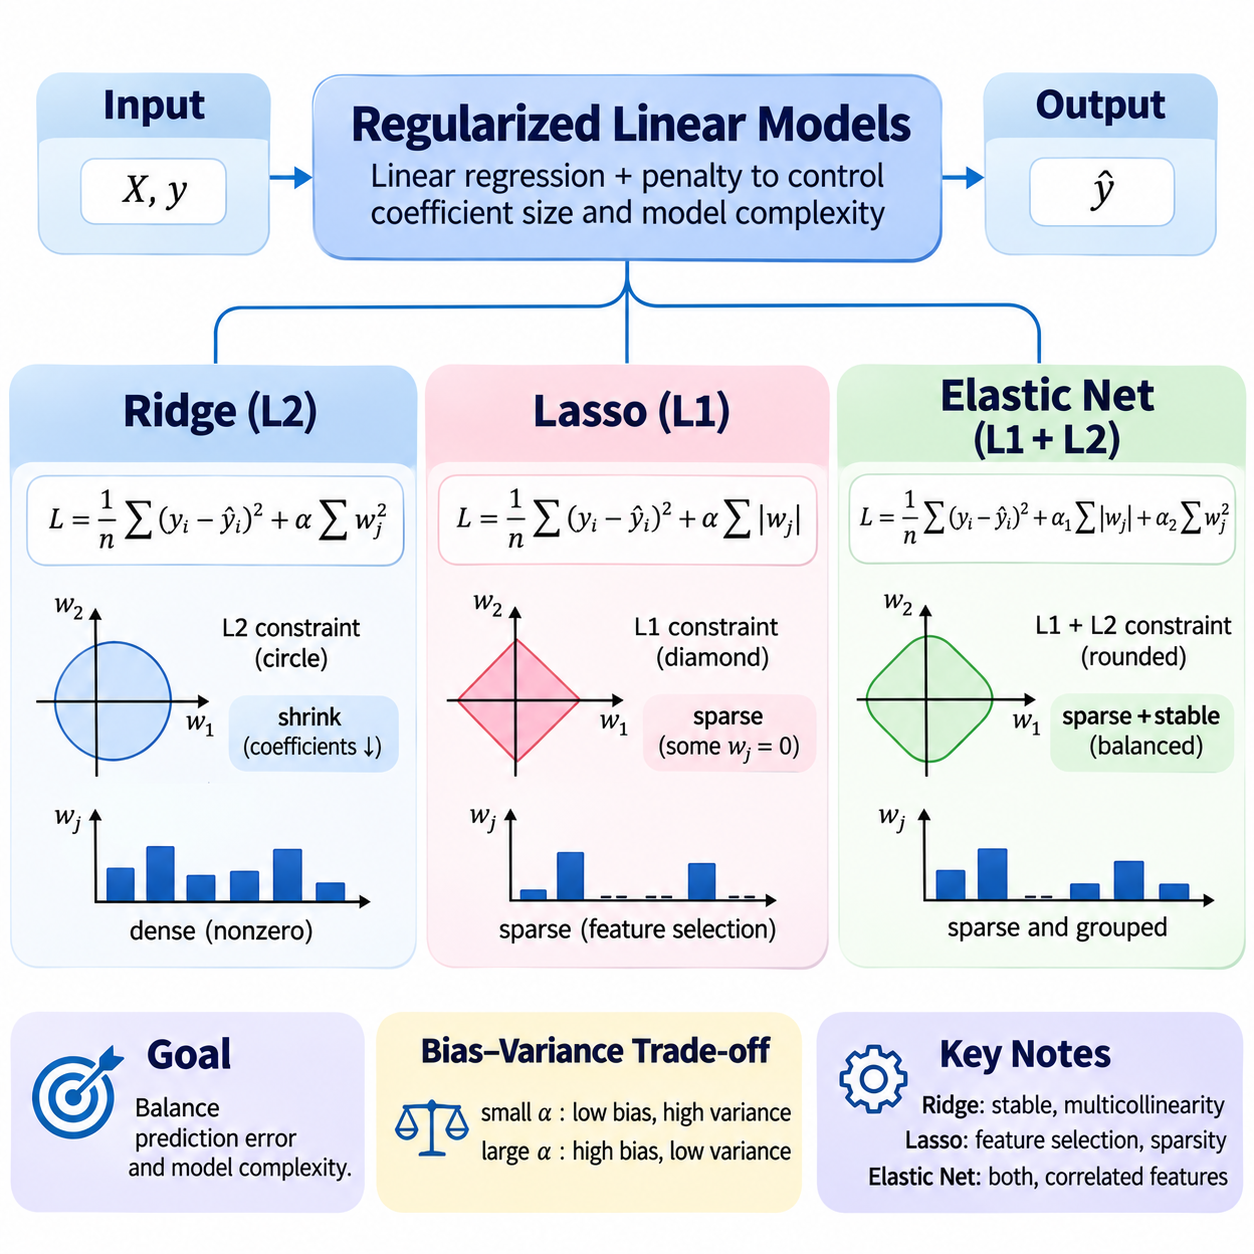 Input
X, y
Regularized Linear Models
Linear regression + penalty to control
coefficient size and model complexity
Output
ŷ
Ridge (L2)
L = 1/n ∑ (yᵢ − ŷᵢ)² + α ∑ wⱼ²
w₂
L2 constraint
(circle)
w₁
shrink
(coefficients ↓)
wⱼ
dense (nonzero)
Lasso (L1)
L = 1/n ∑ (yᵢ − ŷᵢ)² + α ∑ |wⱼ|
w₂
L1 constraint
(diamond)
w₁
sparse
(some wⱼ = 0)
wⱼ
sparse (feature selection)
Elastic Net
(L1 + L2)
L = 1/n ∑ (yᵢ − ŷᵢ)² + α₁ ∑ |wⱼ| + α₂ ∑ wⱼ²
w₂
L1 + L2 constraint
(rounded)
w₁
sparse + stable
(balanced)
wⱼ
sparse and grouped
Goal
Balance
prediction error
and model complexity.
Bias–Variance Trade-off
small α : low bias, high variance
large α : high bias, low variance
Key Notes
Ridge: stable, multicollinearity
Lasso: feature selection, sparsity
Elastic Net: both, correlated features